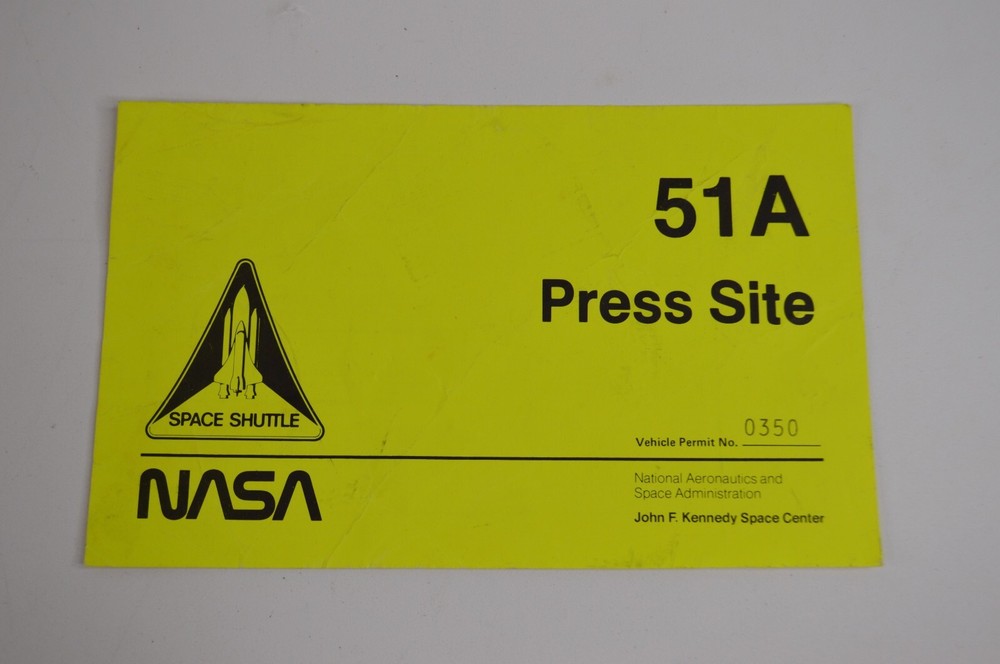 51A
Press Site
SPACE SHUTTLE
Vehicle Permit No. 0350
NASA
National Aeronautics and
Space Administration
John F. Kennedy Space Center